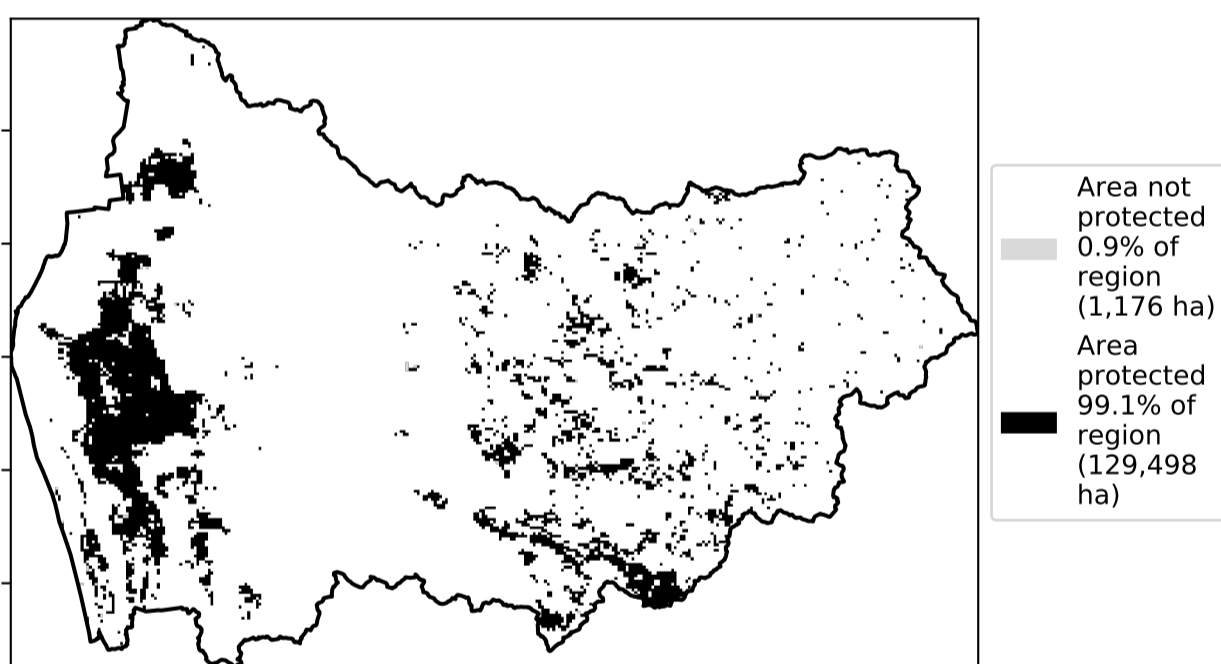 Area not
protected
0.9% of
region
(1,176 ha)
Area
protected
99.1% of
region
(129,498
ha)